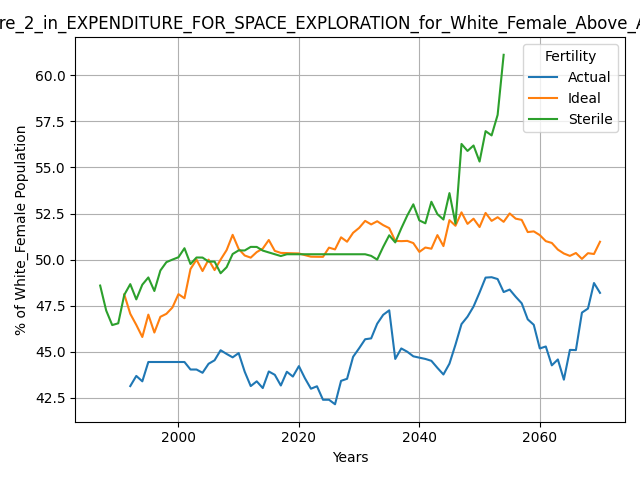 re_2_in_EXPENDITURE_FOR_SPACE_EXPLORATION_for_White_Female_Above_A
Fertility
Actual
Ideal
Sterile
60.0
57.5
55.0
52.5
50.0
47.5
45.0
42.5
% of White_Female Population
2000
2020
2040
2060
Years